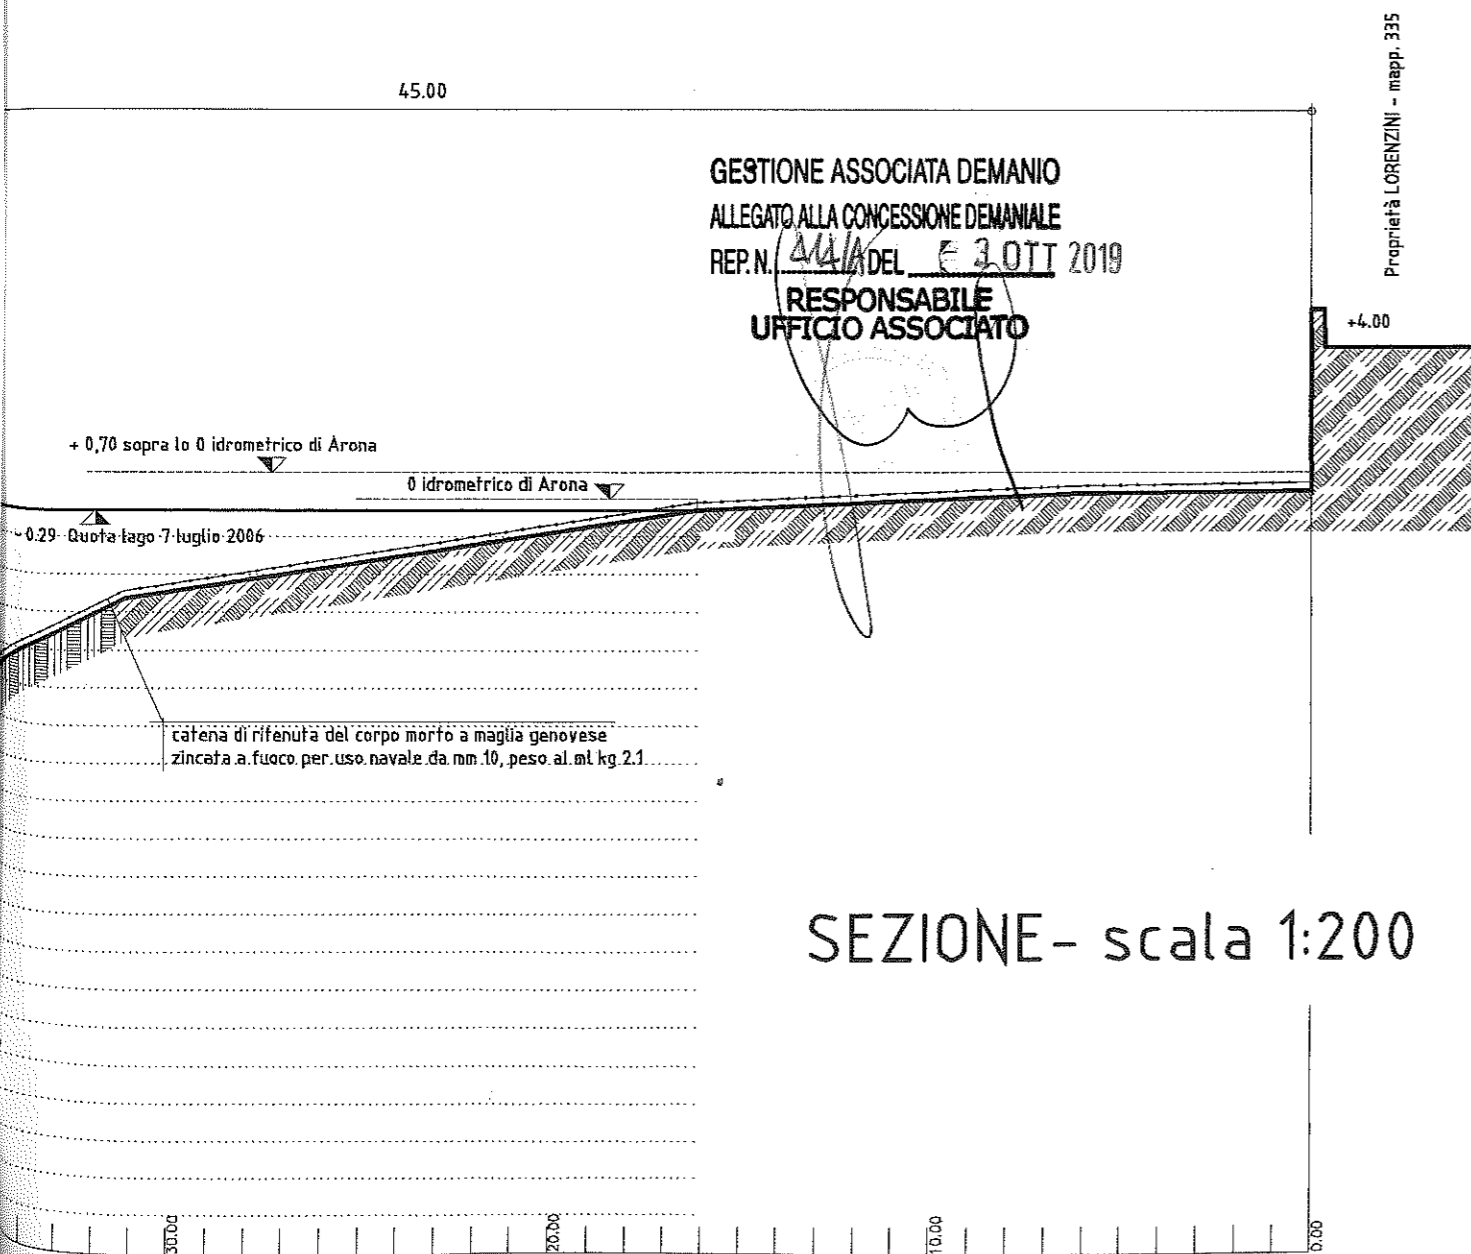 45.00
Proprietà LORENZINI - mapp. 335
GESTIONE ASSOCIATA DEMANIO
ALLEGATO ALLA CONCESSIONE DEMANIALE
REP. N. DEL 3 OTT 2019
RESPONSABILE
UFFICIO ASSOCIATO
+4.00
+ 0,70 sopra lo 0 idrometrico di Arona
0 idrometrico di Arona
-0.29 Quota lago 7 luglio 2006
catena di ritenuta del corpo morto a maglia genovese
zincata a fuoco per uso navale da mm 10, peso al ml kg 2.1
SEZIONE- scala 1:200
30.00
20.00
10.00
0.00